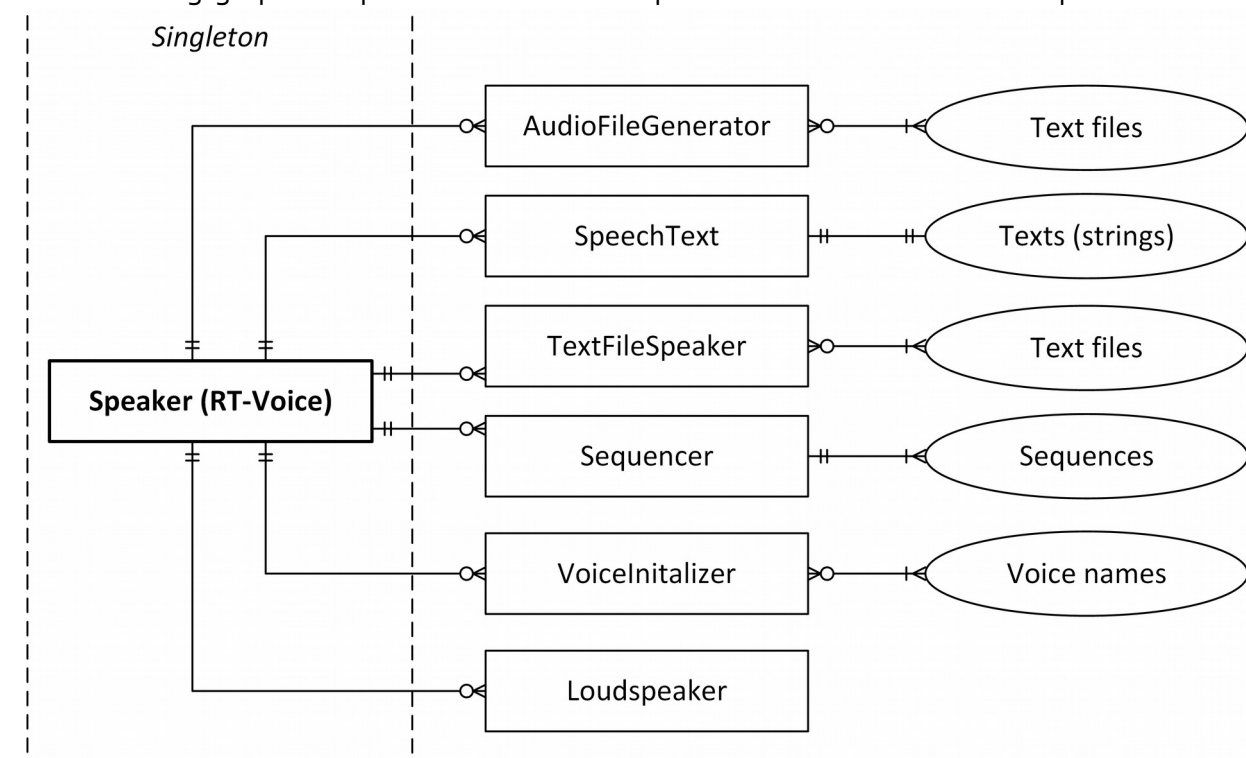 Singleton
AudioFileGenerator
Text files
SpeechText
Texts (strings)
TextFileSpeaker
Text files
Speaker (RT-Voice)
Sequencer
Sequences
VoiceInitalizer
Voice names
Loudspeaker